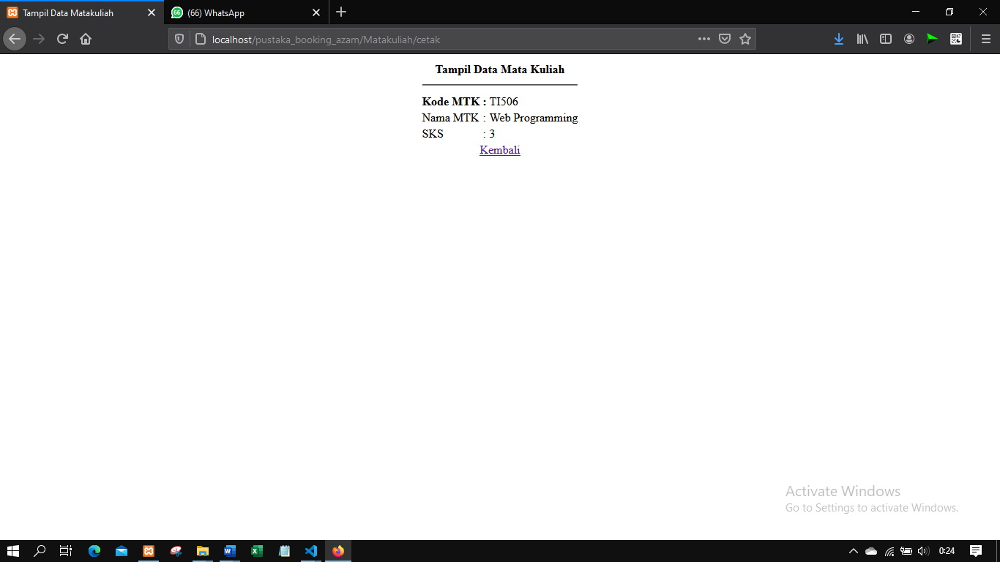 Tampil Data Matakuliah
66
(66) WhatsApp
localhost/pustaka_booking_azam/Matakuliah/cetak
Tampil Data Mata Kuliah
Kode MTK : TI506
Nama MTK : Web Programming
SKS : 3
Kembali
Activate Windows
Go to Settings to activate Windows.
0:24